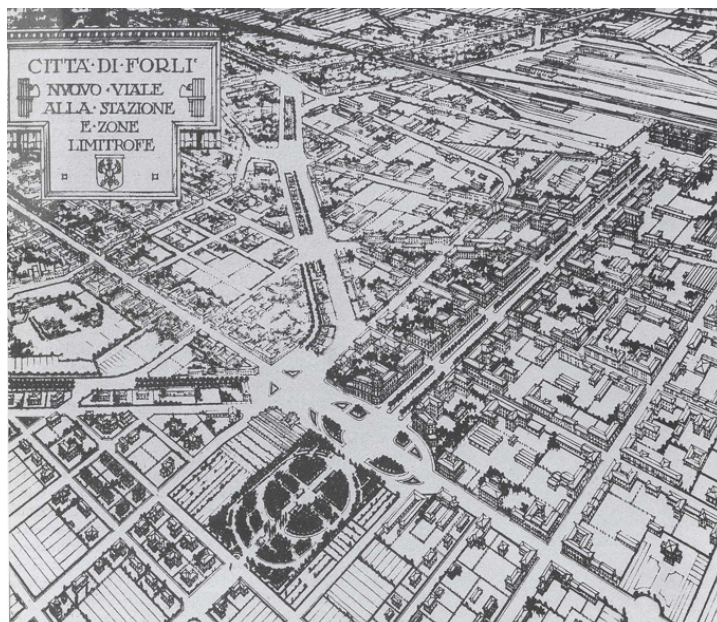 CITTA·DI·FORLI'
NVOVO·VIALE
ALLA·STAZIONE
E·ZONE
LIMITROFE